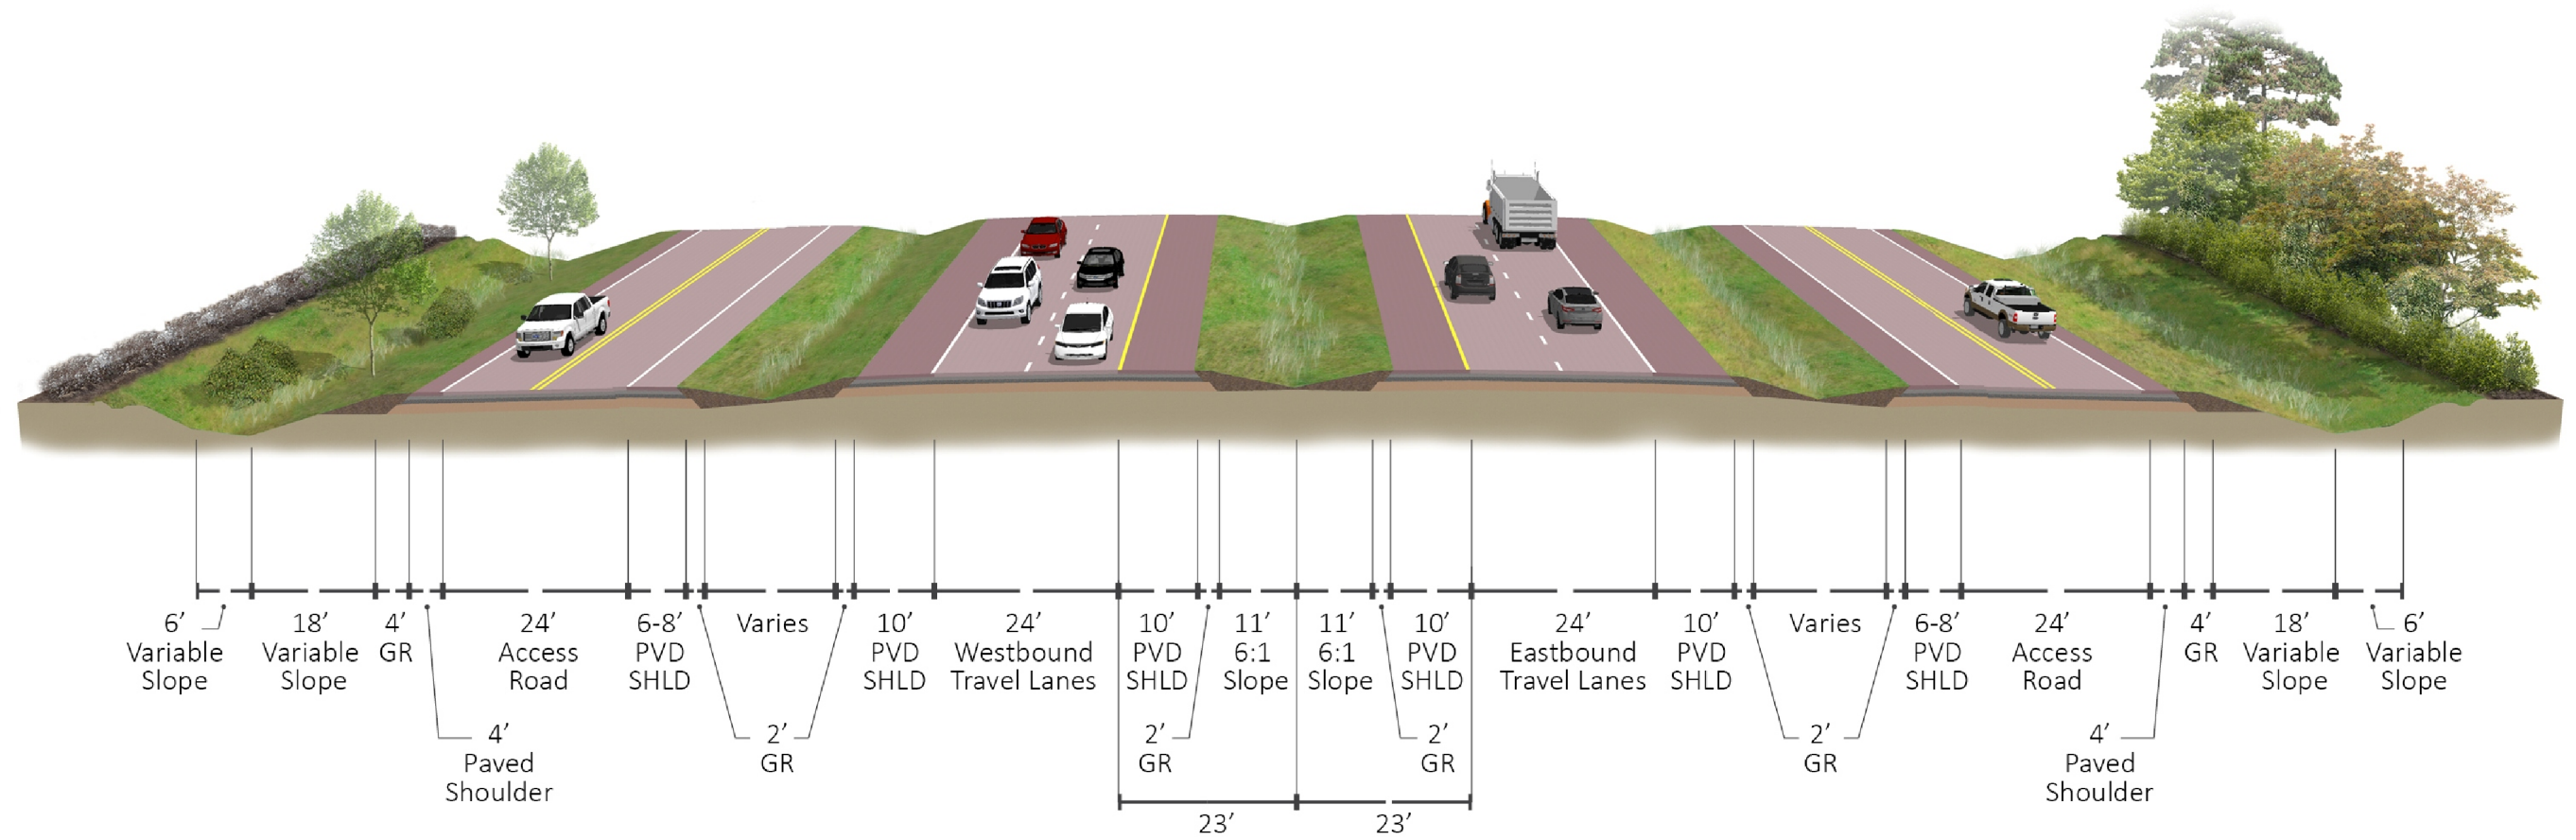 6’
Variable
Slope
18’
Variable
Slope
4’
GR
4’
Paved
Shoulder
24’
Access
Road
6-8’
PVD
SHLD
2’
GR
Varies
10’
PVD
SHLD
24’
Westbound
Travel Lanes
10’
PVD
SHLD
2’
GR
11’
6:1
Slope
23’
11’
6:1
Slope
2’
GR
10’
PVD
SHLD
23’
24’
Eastbound
Travel Lanes
10’
PVD
SHLD
2’
GR
Varies
6-8’
PVD
SHLD
24’
Access
Road
4’
Paved
Shoulder
4’
GR
18’
Variable
Slope
6’
Variable
Slope